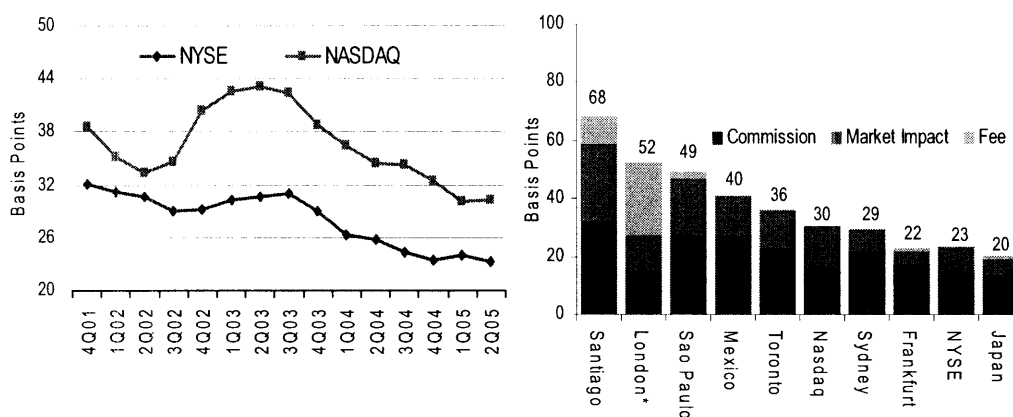 Basis Points
50
44
38
32
26
20
NYSE
NASDAQ
4Q01
1Q02
2Q02
3Q02
4Q02
1Q03
2Q03
3Q03
4Q03
1Q04
2Q04
3Q04
4Q04
1Q05
2Q05
Basis Points
100
80
60
40
20
0
Commission
Market Impact
Fee
68
52
49
40
36
30
29
22
23
20
Santiago
London*
Sao Paulo
Mexico
Toronto
Nasdaq
Sydney
Frankfurt
NYSE
Japan